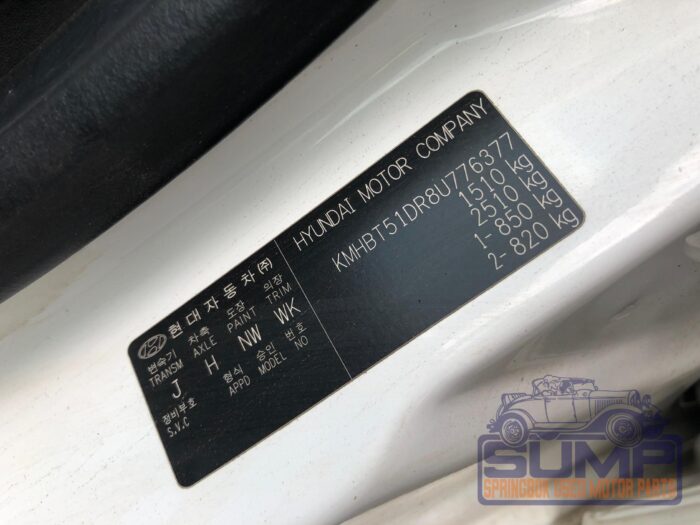 현대자동차(주)
HYUNDAI MOTOR COMPANY
변속기 차축 도장 의장
TRANSM AXLE PAINT TRIM
J H NW WK
형식 승인 번호
APPD MODEL NO
정비부호
S.V.C
KMHBT51DR8U776377
1510 kg
2510 kg
1- 850 kg
2- 820 kg
SUMP
SPRINGBOK USED MOTOR PARTS